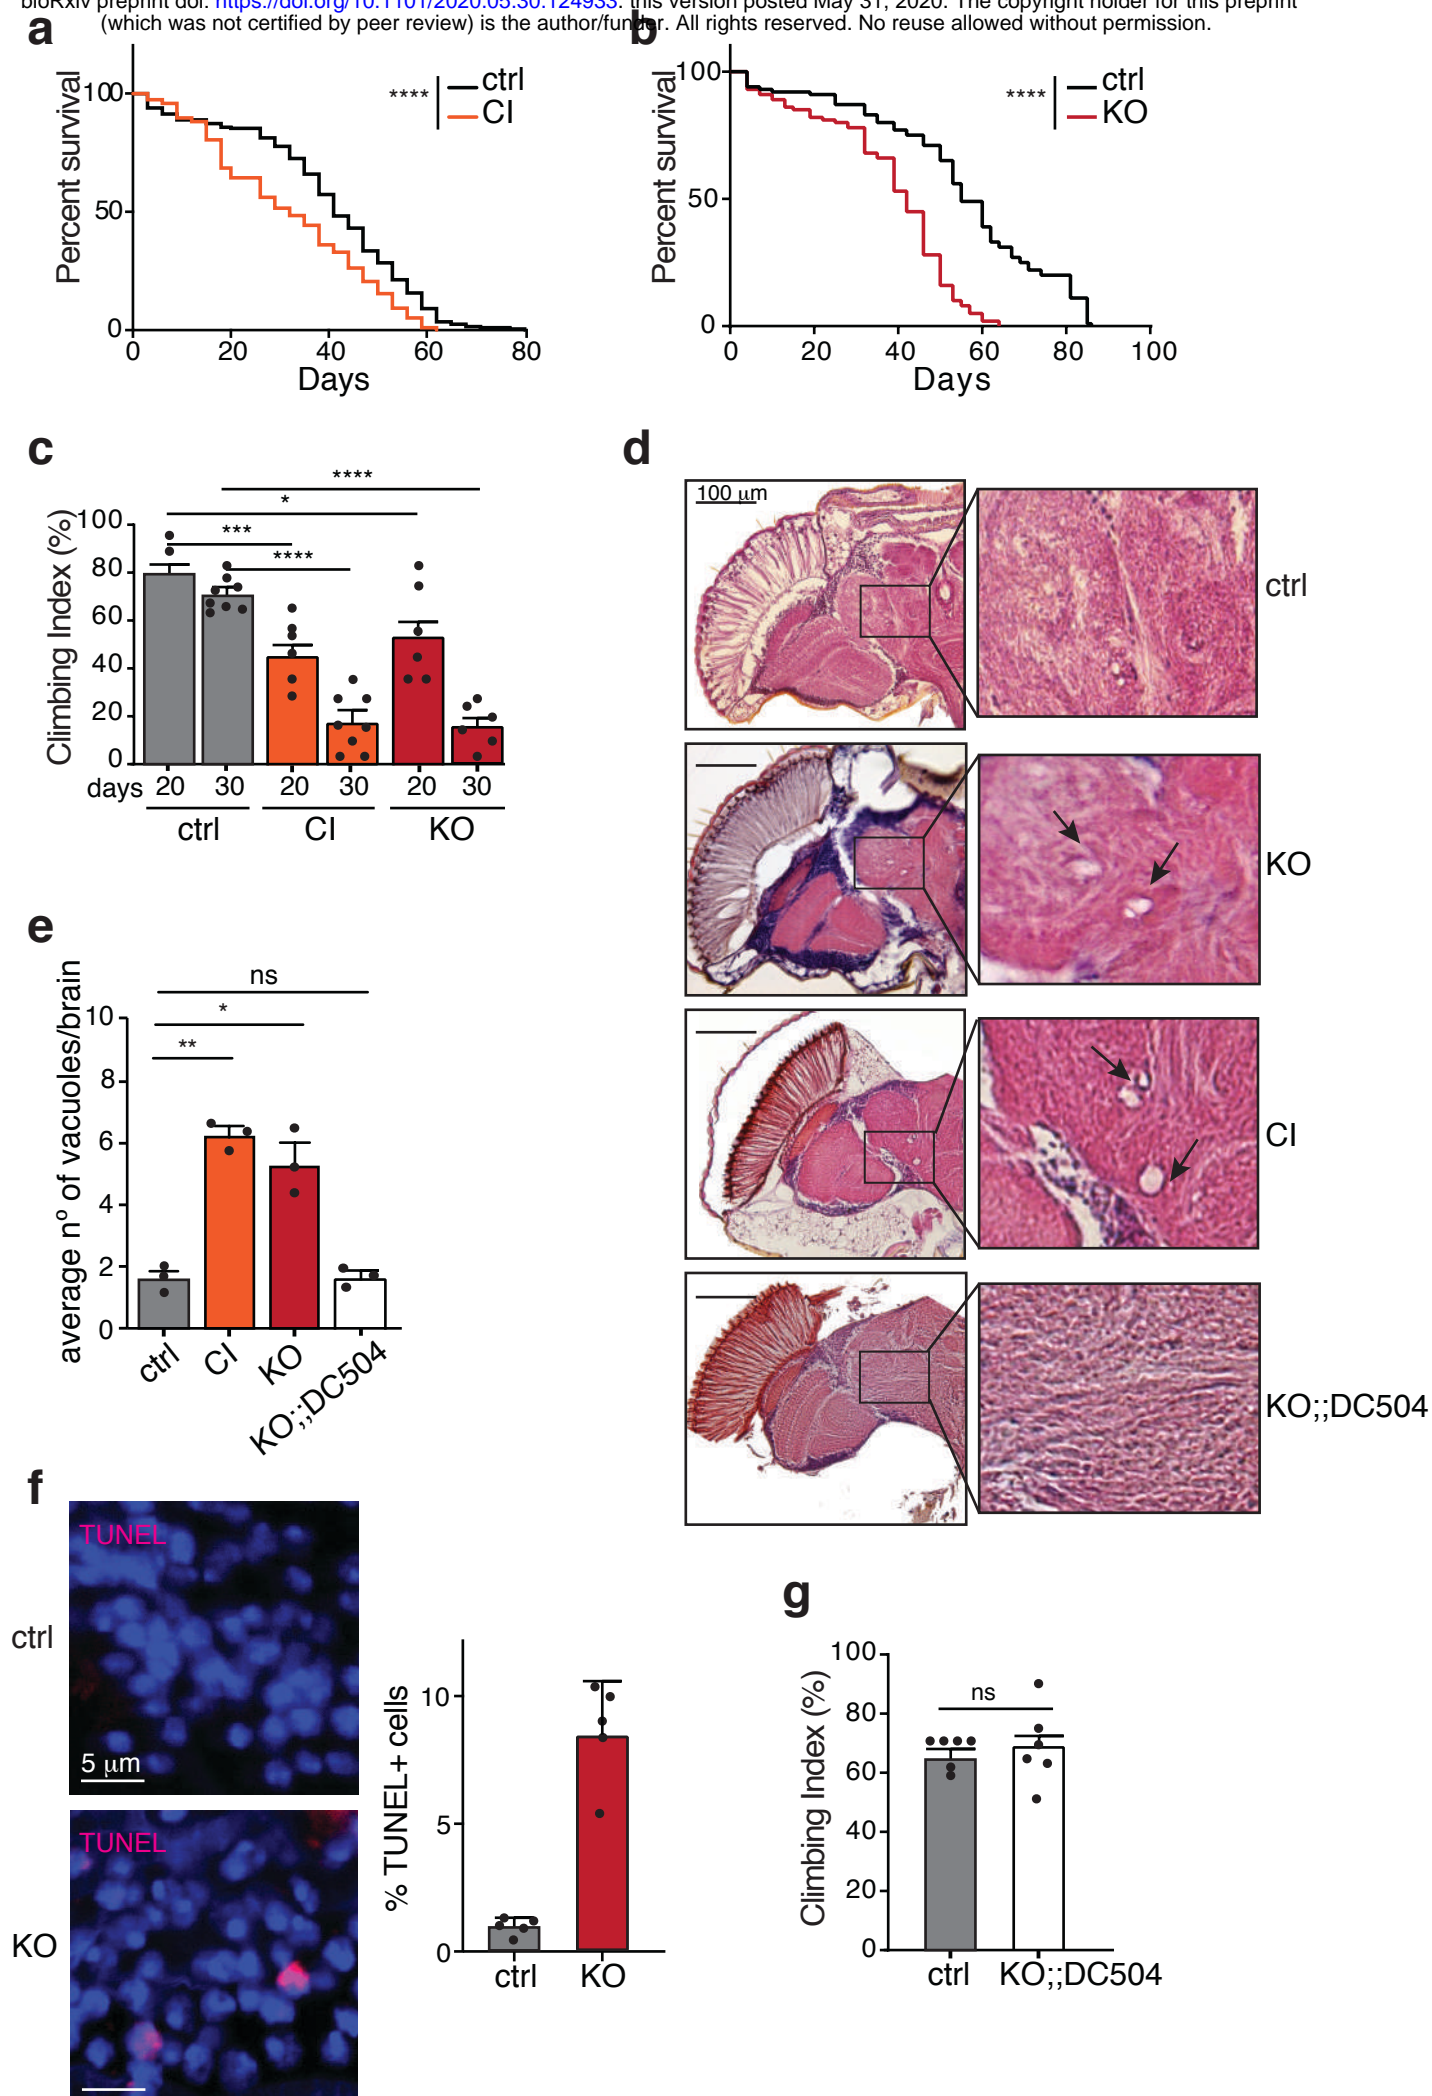 bioRxiv preprint doi: https://doi.org/10.1101/2020.05.30.124933. this version posted May 31, 2020. The copyright holder for this preprint
(which was not certified by peer review) is the author/funder. All rights reserved. No reuse allowed without permission.
a
Percent survival
100
50
0
0 20 40 60 80
Days
**** ctrl
CI
b
Percent survival
100
50
0
0 20 40 60 80 100
Days
**** ctrl
KO
c
Climbing Index (%)
100
80
60
40
20
0
****
*
***
****
days 20 30 20 30 20 30
ctrl CI KO
d
100 µm
ctrl
KO
CI
KO;;DC504
e
average nº of vacuoles/brain
10
8
6
4
2
0
ns
*
**
ctrl CI KO KO;;DC504
f
TUNEL
ctrl
5 µm
TUNEL
KO
% TUNEL+ cells
10
5
0
ctrl KO
g
Climbing Index (%)
100
80
60
40
20
0
ns
ctrl KO;;DC504